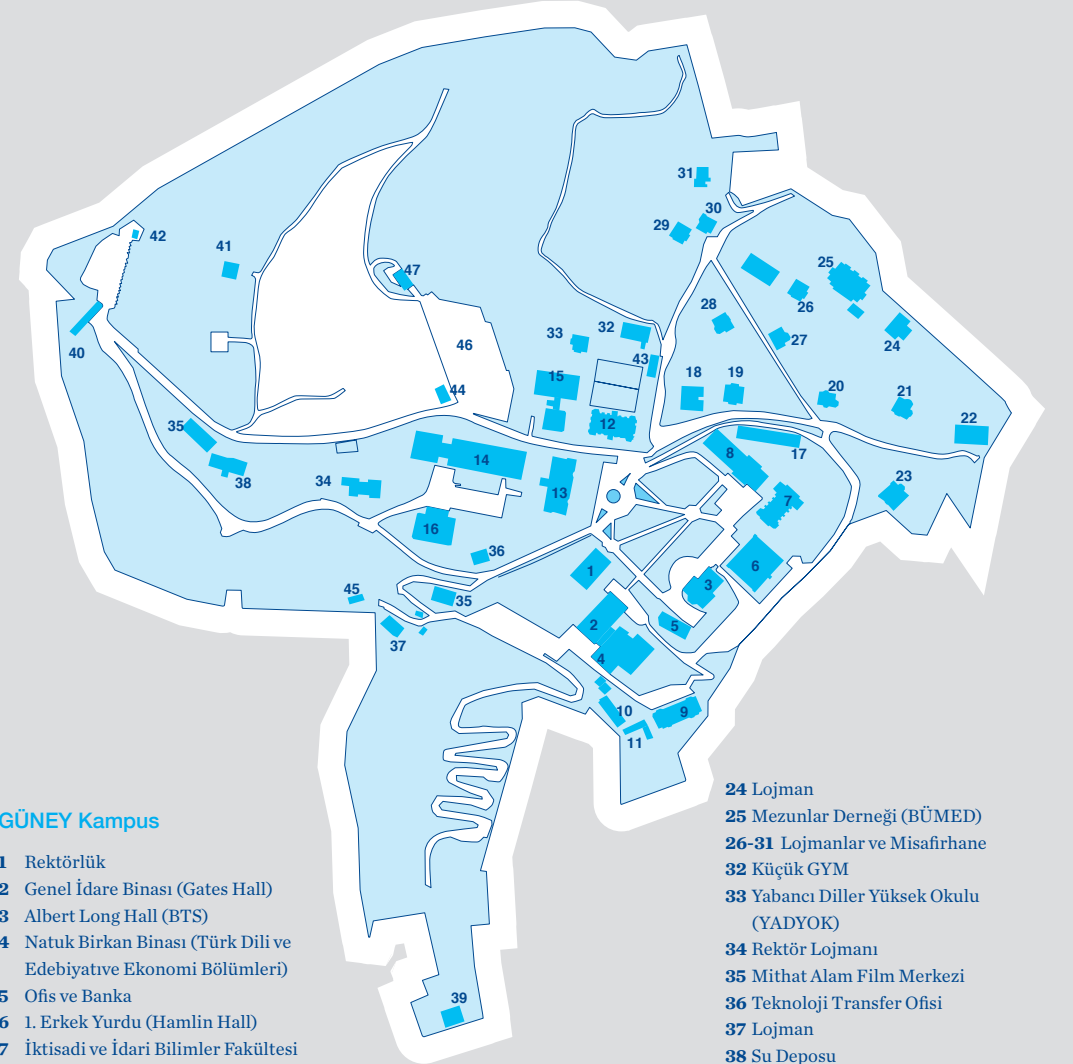 31
30
29
42
41
25
47
26
28
33
32
46
27
24
43
40
15
18
19
44
20
21
12
22
35
8
17
14
38
34
13
23
7
16
36
6
1
3
45
35
2
5
37
4
10
9
11
39
GÜNEY Kampus
1 Rektörlük
2 Genel İdare Binası (Gates Hall)
3 Albert Long Hall (BTS)
4 Natuk Birkan Binası (Türk Dili ve
Edebiyatıve Ekonomi Bölümleri)
5 Ofis ve Banka
6 1. Erkek Yurdu (Hamlin Hall)
7 İktisadi ve İdari Bilimler Fakültesi
24 Lojman
25 Mezunlar Derneği (BÜMED)
26-31 Lojmanlar ve Misafirhane
32 Küçük GYM
33 Yabancı Diller Yüksek Okulu
(YADYOK)
34 Rektör Lojmanı
35 Mithat Alam Film Merkezi
36 Teknoloji Transfer Ofisi
37 Lojman
38 Su Deposu